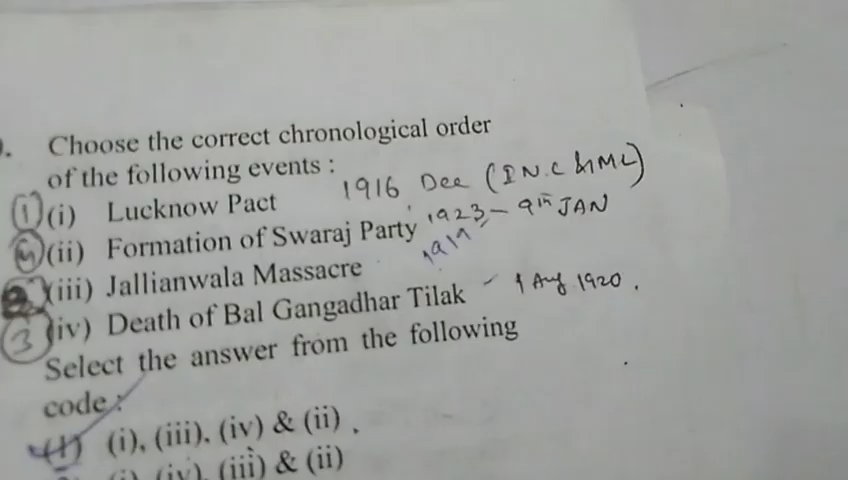 . Choose the correct chronological order
of the following events :
(1) (i) Lucknow Pact 1916 Dec (I.N.C & ML)
(ii) Formation of Swaraj Party 1923 – 9th JAN
(iii) Jallianwala Massacre 1919
(3) (iv) Death of Bal Gangadhar Tilak – 1 Aug 1920.
Select the answer from the following
code :
(1) (i), (iii), (iv) & (ii)
(i), (iv), (iii) & (ii)